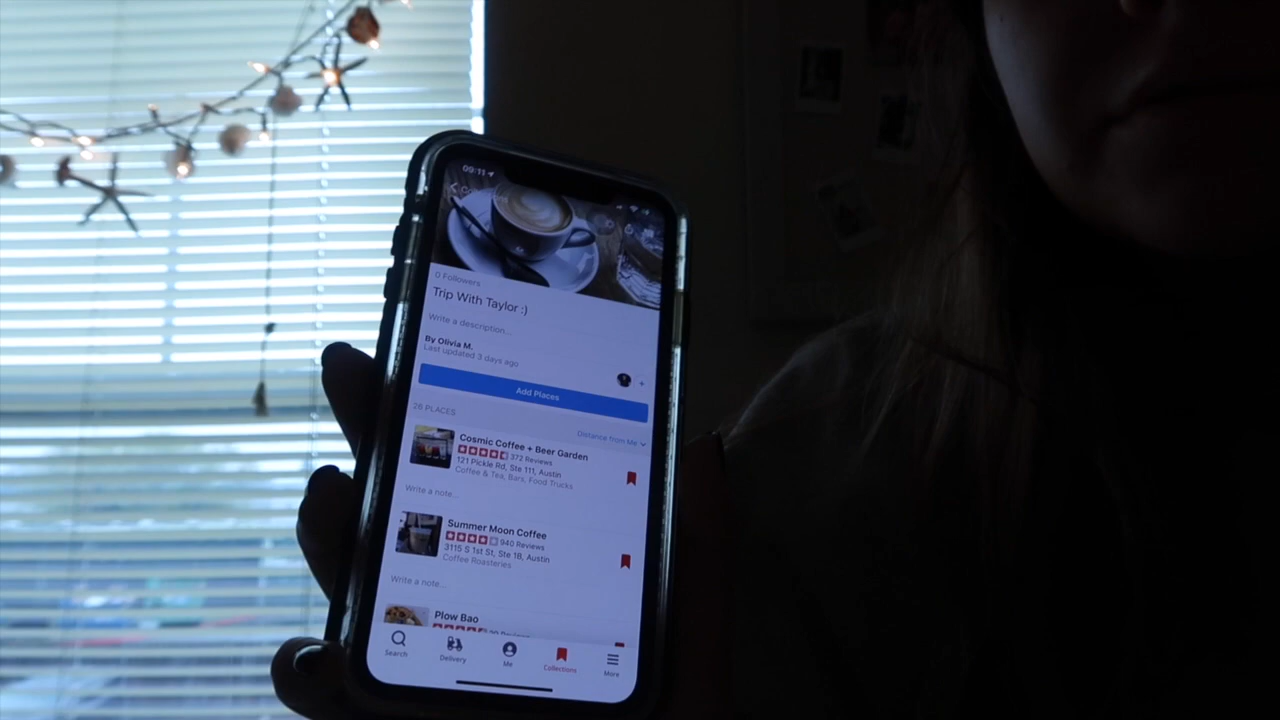 09:11
0 Followers
Trip With Taylor :)
Write a description...
By Olivia M.
Last updated 3 days ago
+
Add Places
26 PLACES
Distance from Me
Cosmic Coffee + Beer Garden
372 Reviews
121 Pickle Rd, Ste 111, Austin
Coffee & Tea, Bars, Food Trucks
Write a note...
Summer Moon Coffee
940 Reviews
3115 S 1st St, Ste 1B, Austin
Coffee Roasteries
Write a note...
Plow Bao
Reviews
Search
Delivery
Me
Collections
More